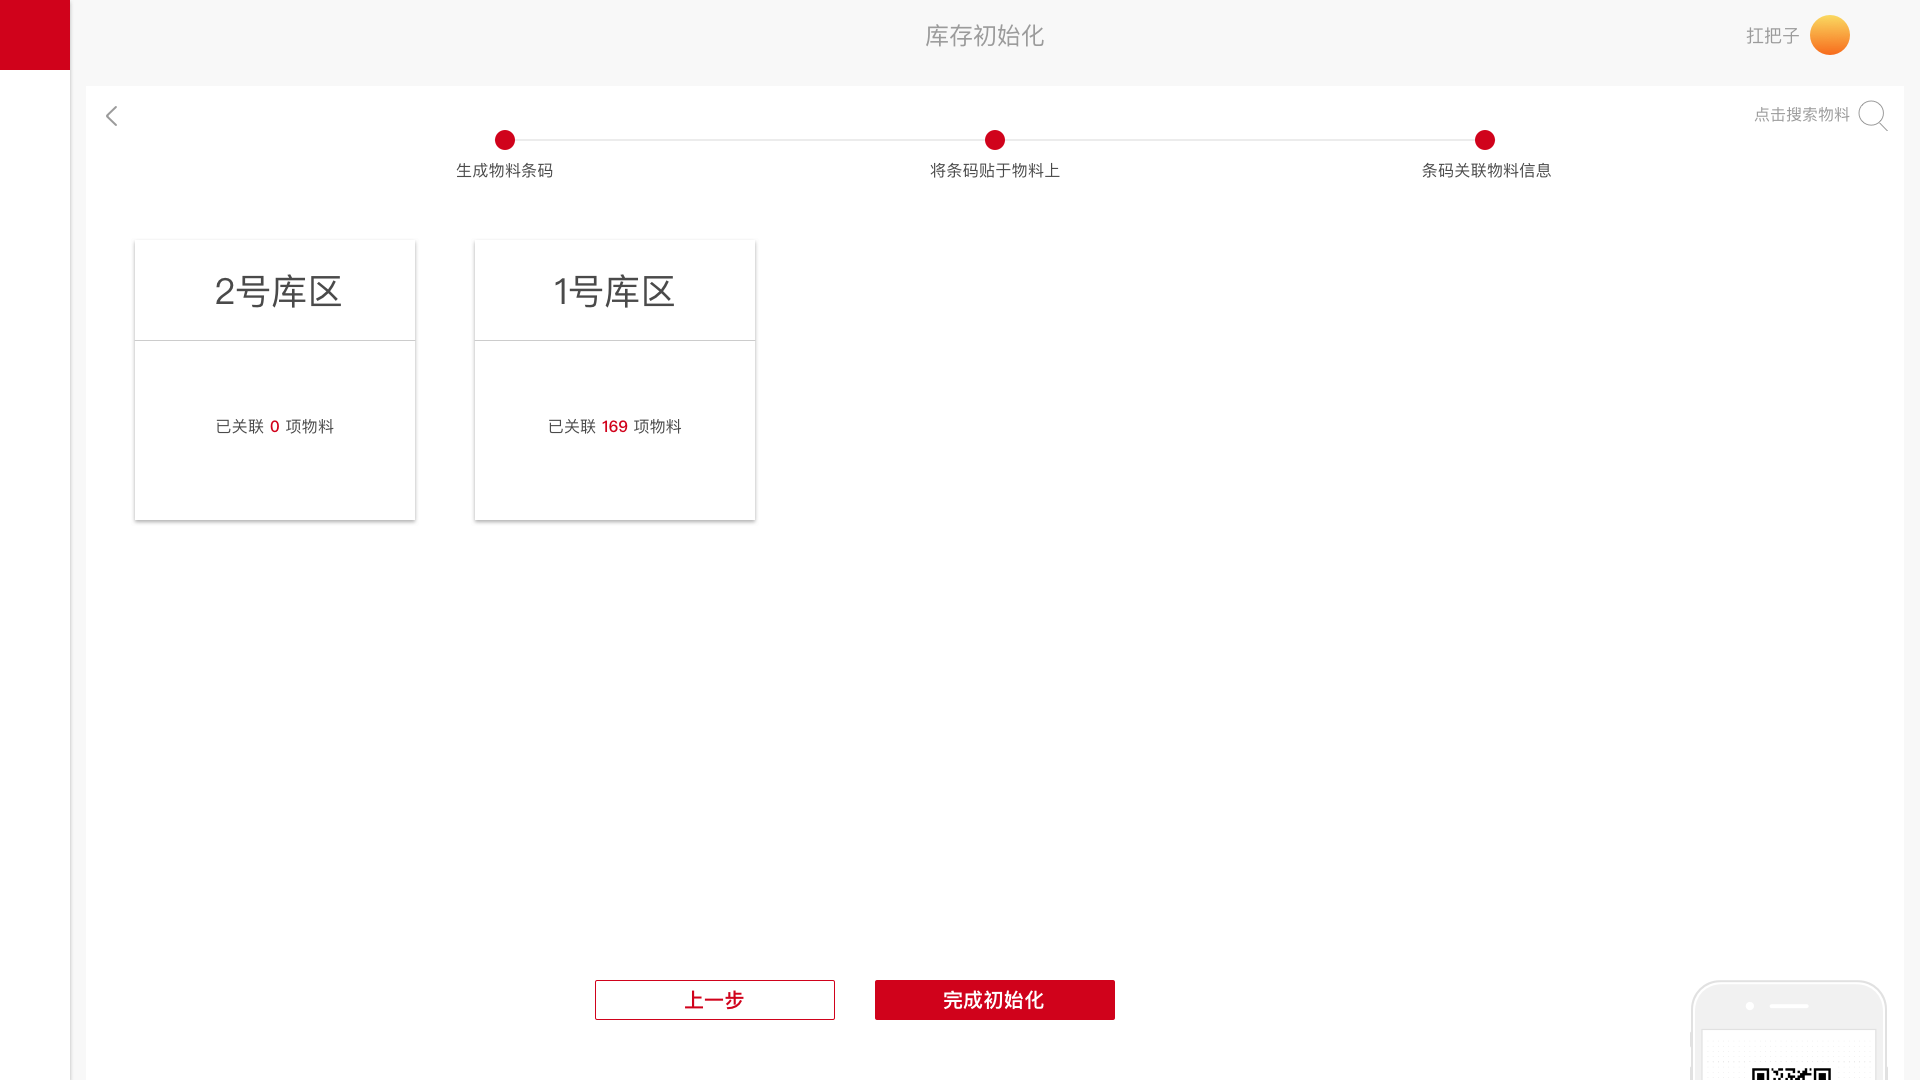 库存初始化
扛把子
点击搜索物料
生成物料条码
将条码贴于物料上
条码关联物料信息
2号库区
1号库区
已关联 0 项物料
已关联 169 项物料
上一步
完成初始化